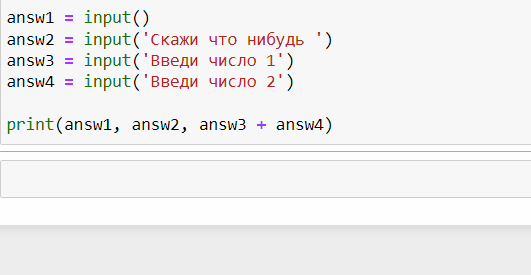 answ1 = input()
answ2 = input('Скажи что нибудь ')
answ3 = input('Введи число 1')
answ4 = input('Введи число 2')
print(answ1, answ2, answ3 + answ4)